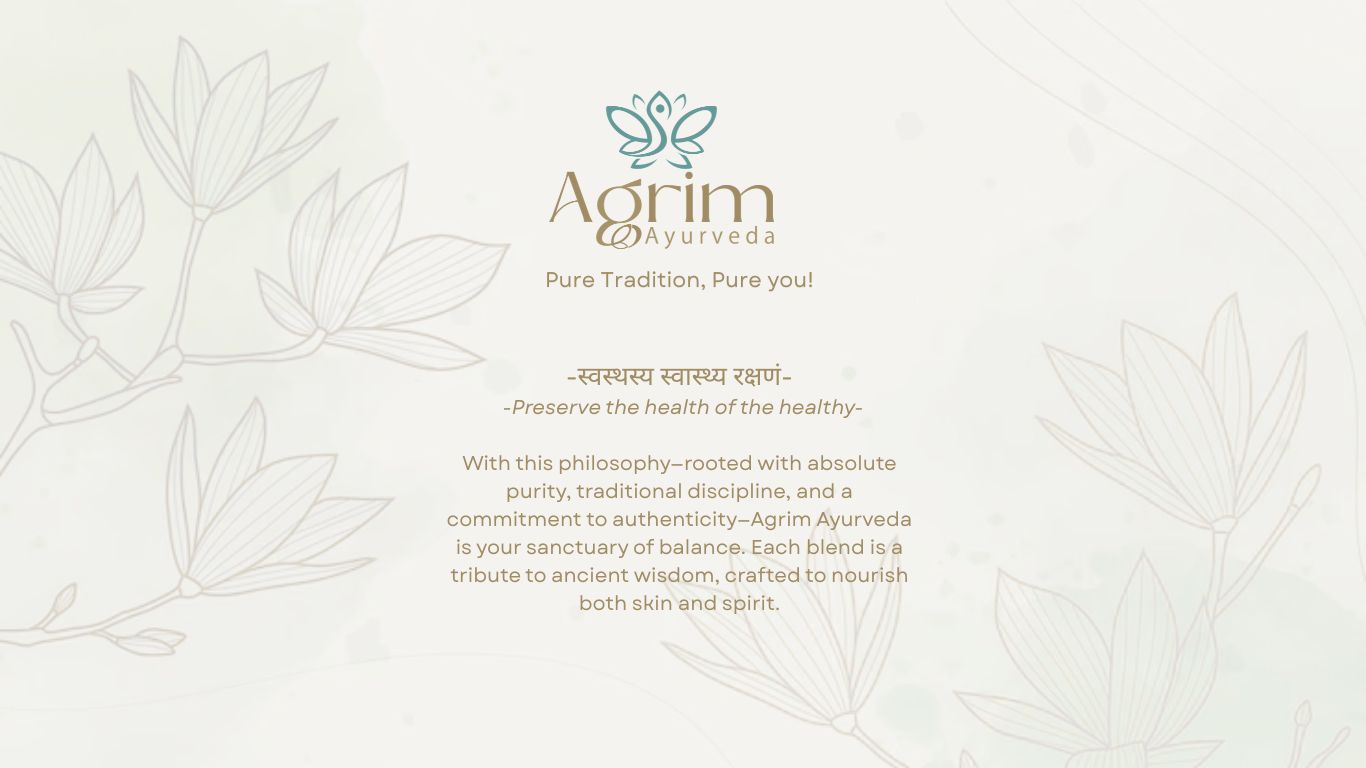 Agrim
Ayurveda
Pure Tradition, Pure you!
-स्वस्थस्य स्वास्थ्य रक्षणं-
-Preserve the health of the healthy-
With this philosophy—rooted with absolute
purity, traditional discipline, and a
commitment to authenticity—Agrim Ayurveda
is your sanctuary of balance. Each blend is a
tribute to ancient wisdom, crafted to nourish
both skin and spirit.